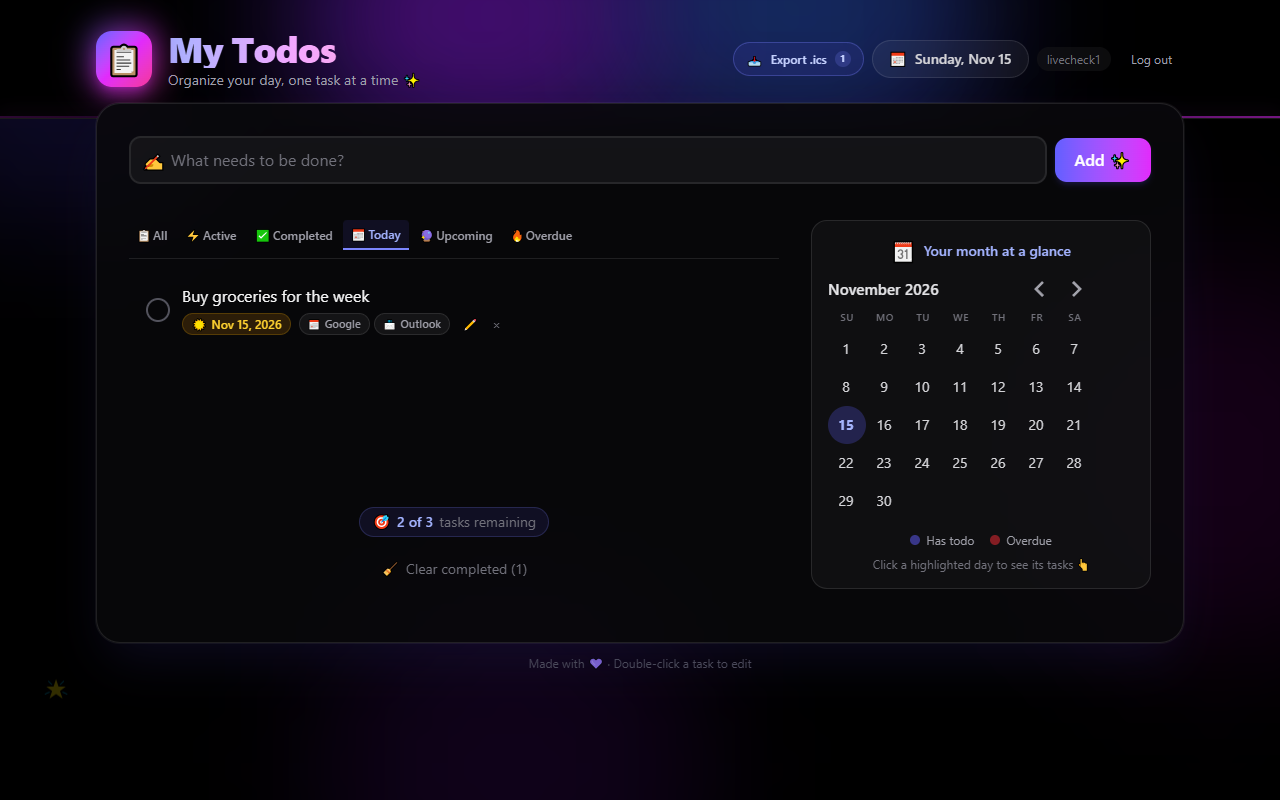 My Todos
Organize your day, one task at a time ✨
Export .ics 1
Sunday, Nov 15
livecheck1
Log out
What needs to be done?
Add ✨
All
Active
Completed
Today
Upcoming
Overdue
Buy groceries for the week
Nov 15, 2026
Google
Outlook
×
2 of 3 tasks remaining
Clear completed (1)
31 Your month at a glance
November 2026
SU MO TU WE TH FR SA
1 2 3 4 5 6 7
8 9 10 11 12 13 14
15 16 17 18 19 20 21
22 23 24 25 26 27 28
29 30
Has todo Overdue
Click a highlighted day to see its tasks 👆
Made with 💜 · Double-click a task to edit